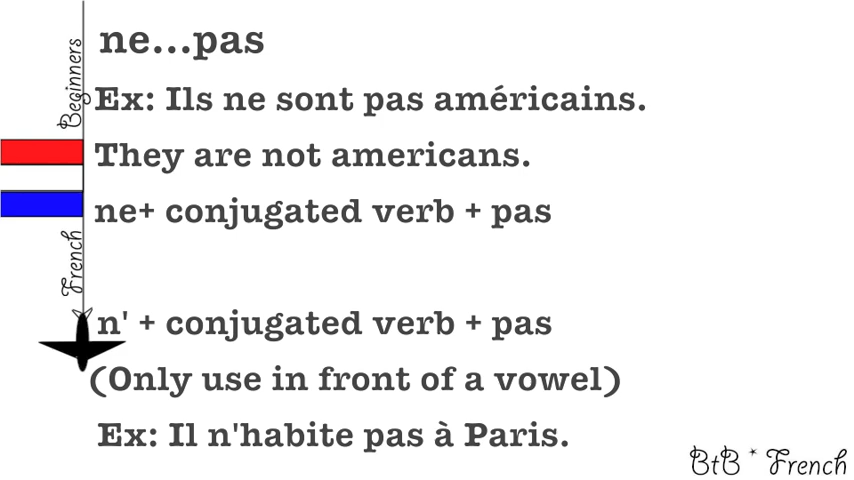 ne...pas
Ex: Ils ne sont pas américains.
They are not americans.
ne+ conjugated verb + pas
n' + conjugated verb + pas
(Only use in front of a vowel)
Ex: Il n'habite pas à Paris.
Beginners
French
BtB * French